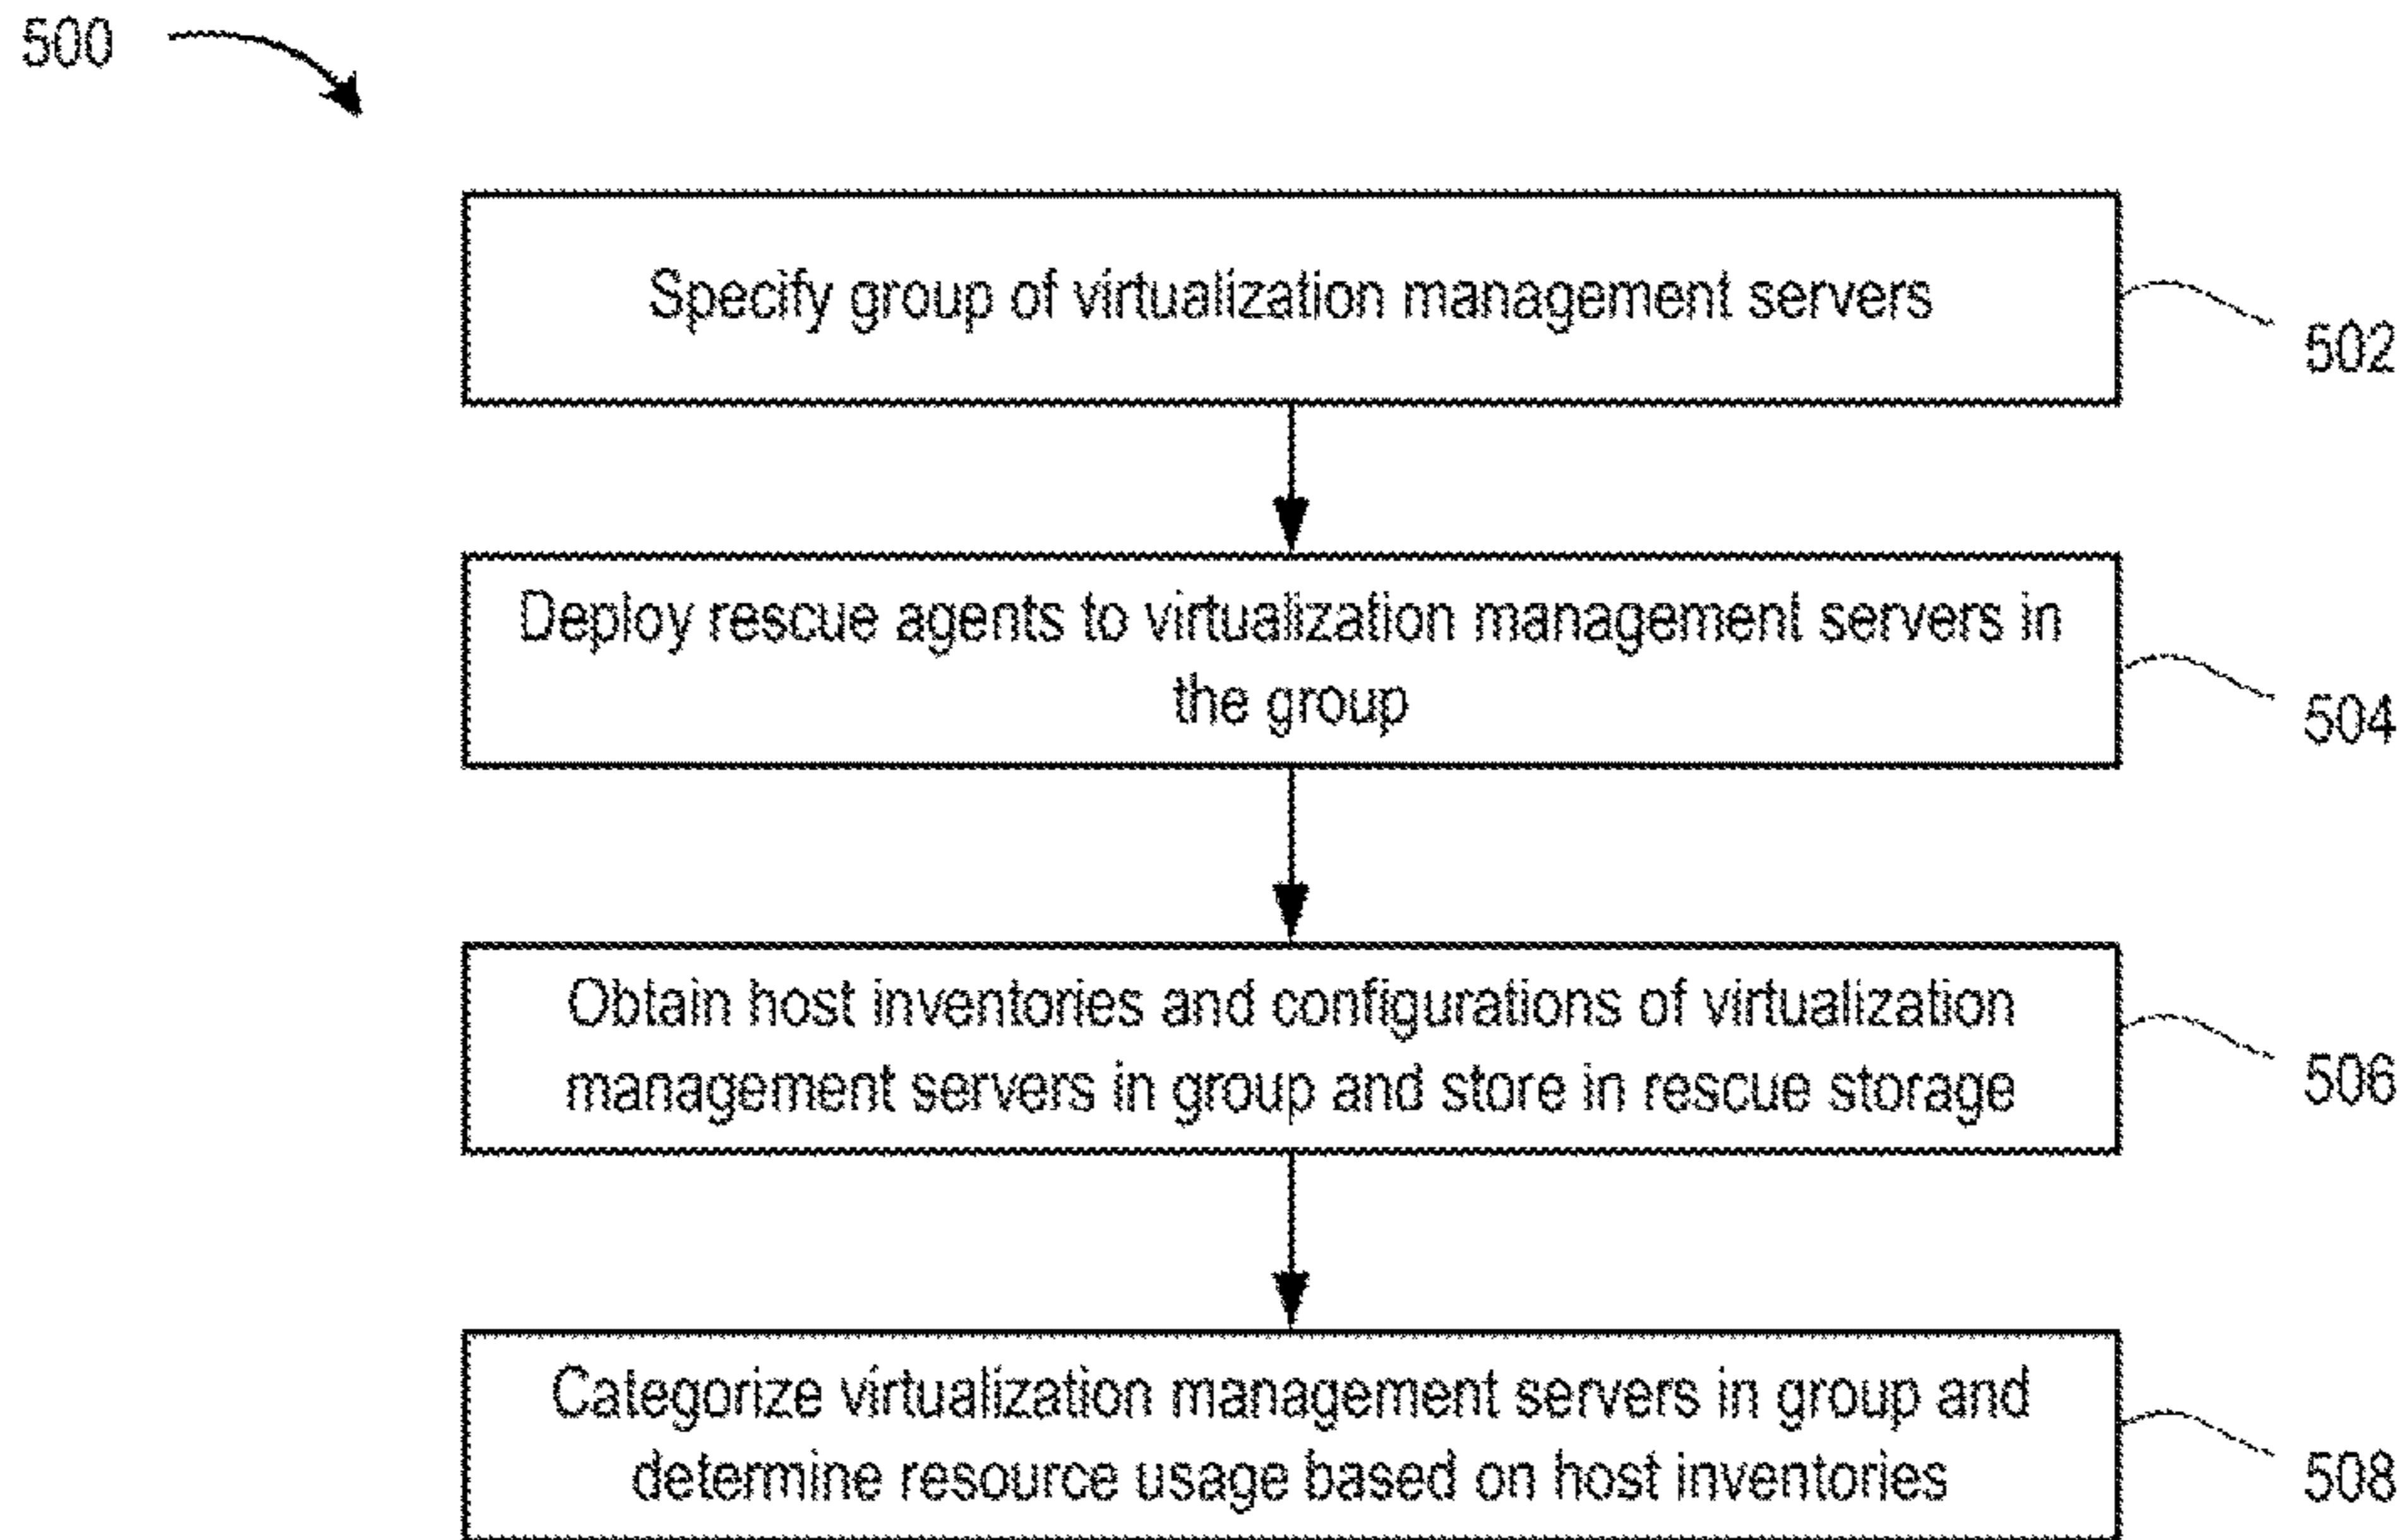 500
Specify group of virtualization management servers
502
Deploy rescue agents to virtualization management servers in
the group
504
Obtain host inventories and configurations of virtualization
management servers in group and store in rescue storage
506
Categorize virtualization management servers in group and
determine resource usage based on host inventories
508